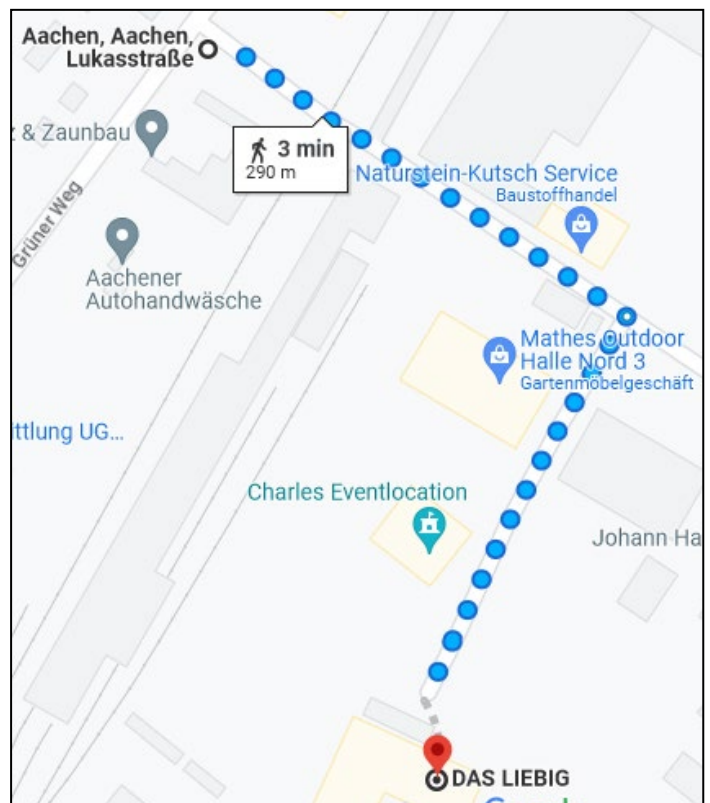 Aachen, Aachen,
Lukasstraße
& Zaunbau
3 min
290 m
Naturstein-Kutsch Service
Baustoffhandel
Grüner Weg
Aachener
Autohandwäsche
Mathes Outdoor
Halle Nord 3
Gartenmöbelgeschäft
ittlung UG...
Charles Eventlocation
Johann Ha
DAS LIEBIG